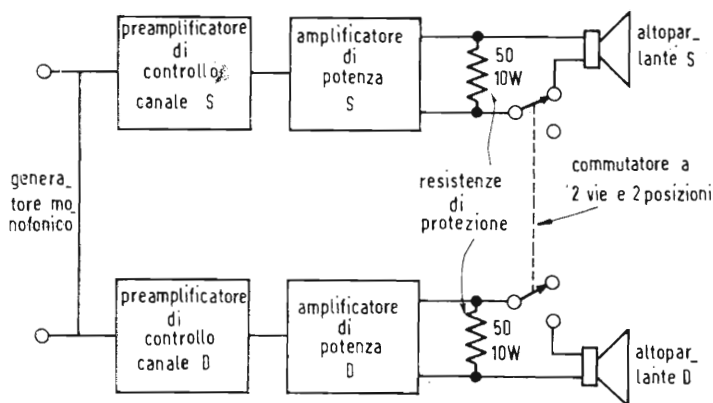 preamplificatore
di
controllo
canale S
amplificatore
di
potenza
S
50
10W
altopar_
lante S
genera_
tore mo_
nofonico
resistenze
di
protezione
commutatore a
2 vie e 2 posizioni
preamplificatore
di
controllo
canale D
amplificatore
di
potenza
D
50
10W
altopar_
lante D